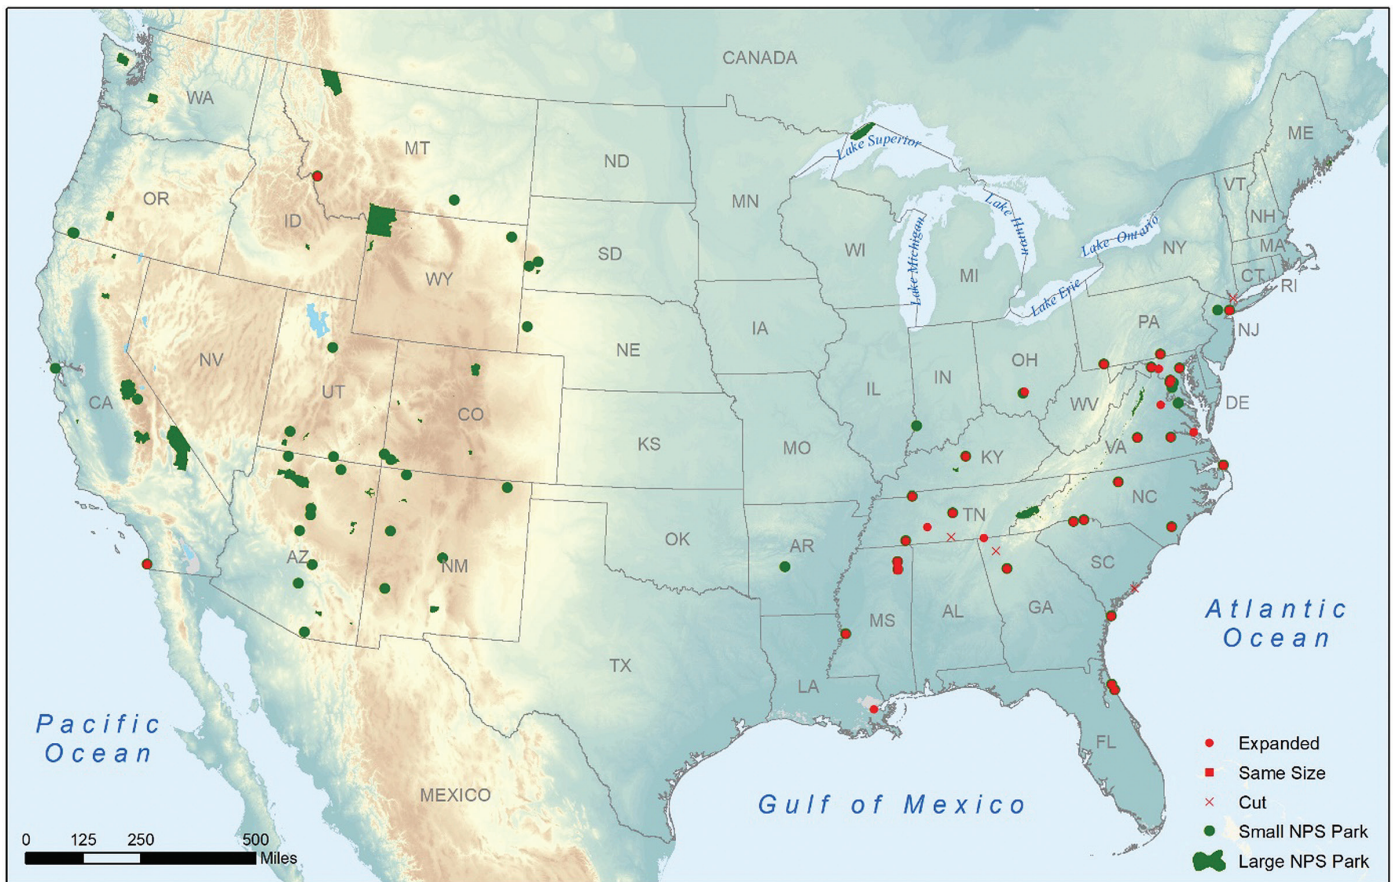 CANADA
WA
MT
ND
ME
Lake Superior
OR
ID
MN
VT
NH
SD
WI
Lake Michigan
Lake Huron
MI
Lake Ontario
NY
MA
CT
RI
WY
Lake Erie
IA
PA
NJ
NV
NE
UT
CO
IL
IN
OH
CA
WV
DE
KS
MO
KY
VA
NC
AZ
NM
OK
AR
TN
SC
MS
AL
GA
Atlantic
Ocean
TX
LA
Pacific
Ocean
FL
MEXICO
Gulf of Mexico
Expanded
Same Size
Cut
Small NPS Park
Large NPS Park
0 125 250 500
Miles